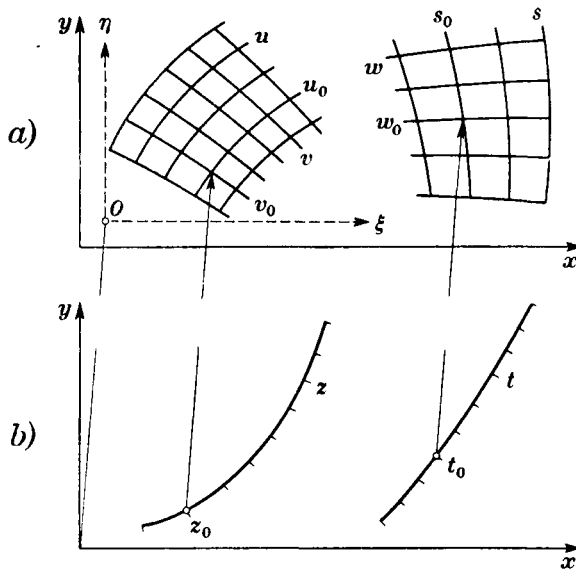 y
η
u
s₀
s
w
u₀
w₀
a)
v
O
v₀
ξ
x
y
z
t
b)
z₀
t₀
x